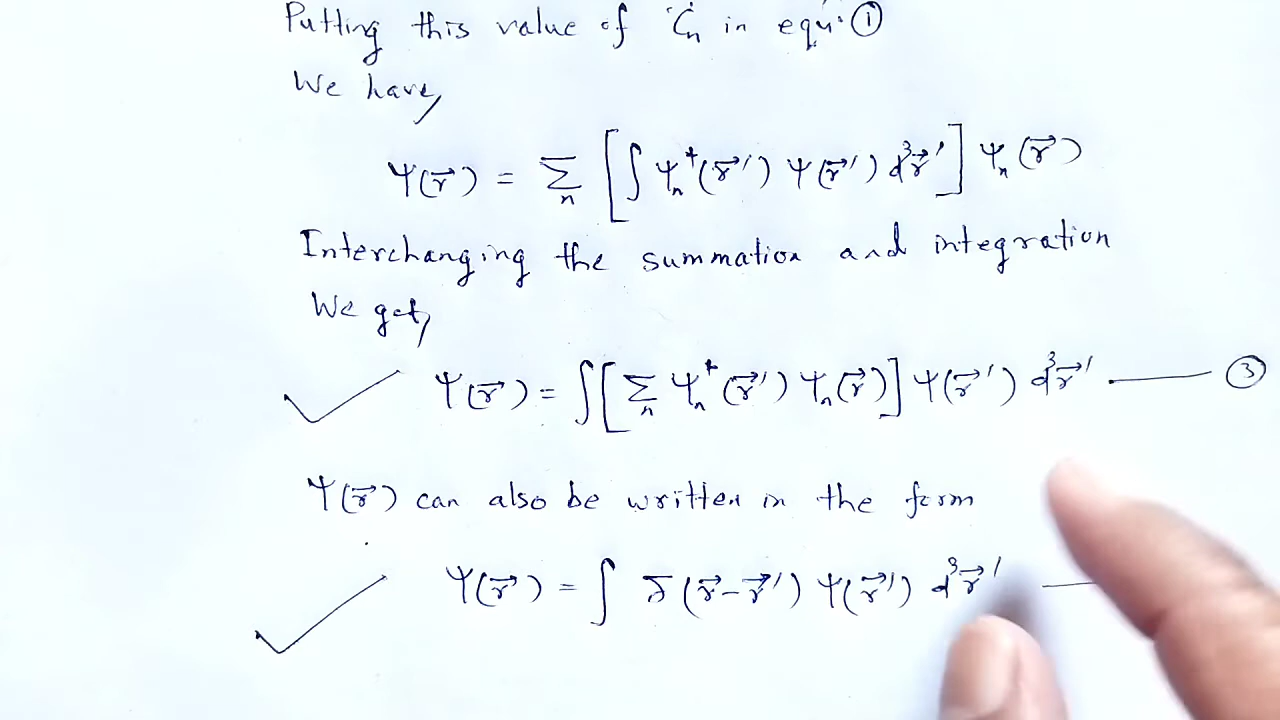 Putting this value of 'Cₙ' in equⁿ. ①
We have,
Ψ(r⃗) = Σₙ [∫ Ψₙ*(r⃗′) Ψ(r⃗′) d³r⃗′] Ψₙ(r⃗)
Interchanging the summation and integration
We get,
Ψ(r⃗) = ∫[Σₙ Ψₙ*(r⃗′) Ψₙ(r⃗)] Ψ(r⃗′) d³r⃗′ —— ③
Ψ(r⃗) can also be written in the form
Ψ(r⃗) = ∫ δ(r⃗-r⃗′) Ψ(r⃗′) d³r⃗′ ——